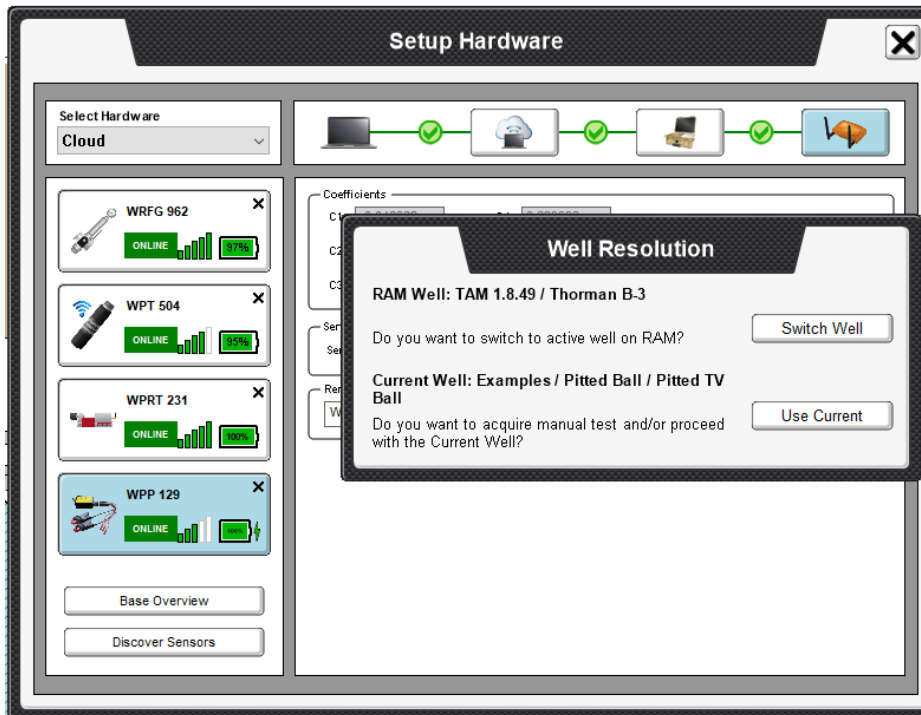 Setup Hardware
Select Hardware
Cloud
WRFG 962
ONLINE
97%
WPT 504
ONLINE
95%
WPRT 231
ONLINE
100%
WPP 129
ONLINE
100%
Base Overview
Discover Sensors
Coefficients
C1
C2
C3
Well Resolution
RAM Well: TAM 1.8.49 / Thorman B-3
Do you want to switch to active well on RAM?
Switch Well
Current Well: Examples / Pitted Ball / Pitted TV
Ball
Do you want to acquire manual test and/or proceed
with the Current Well?
Use Current